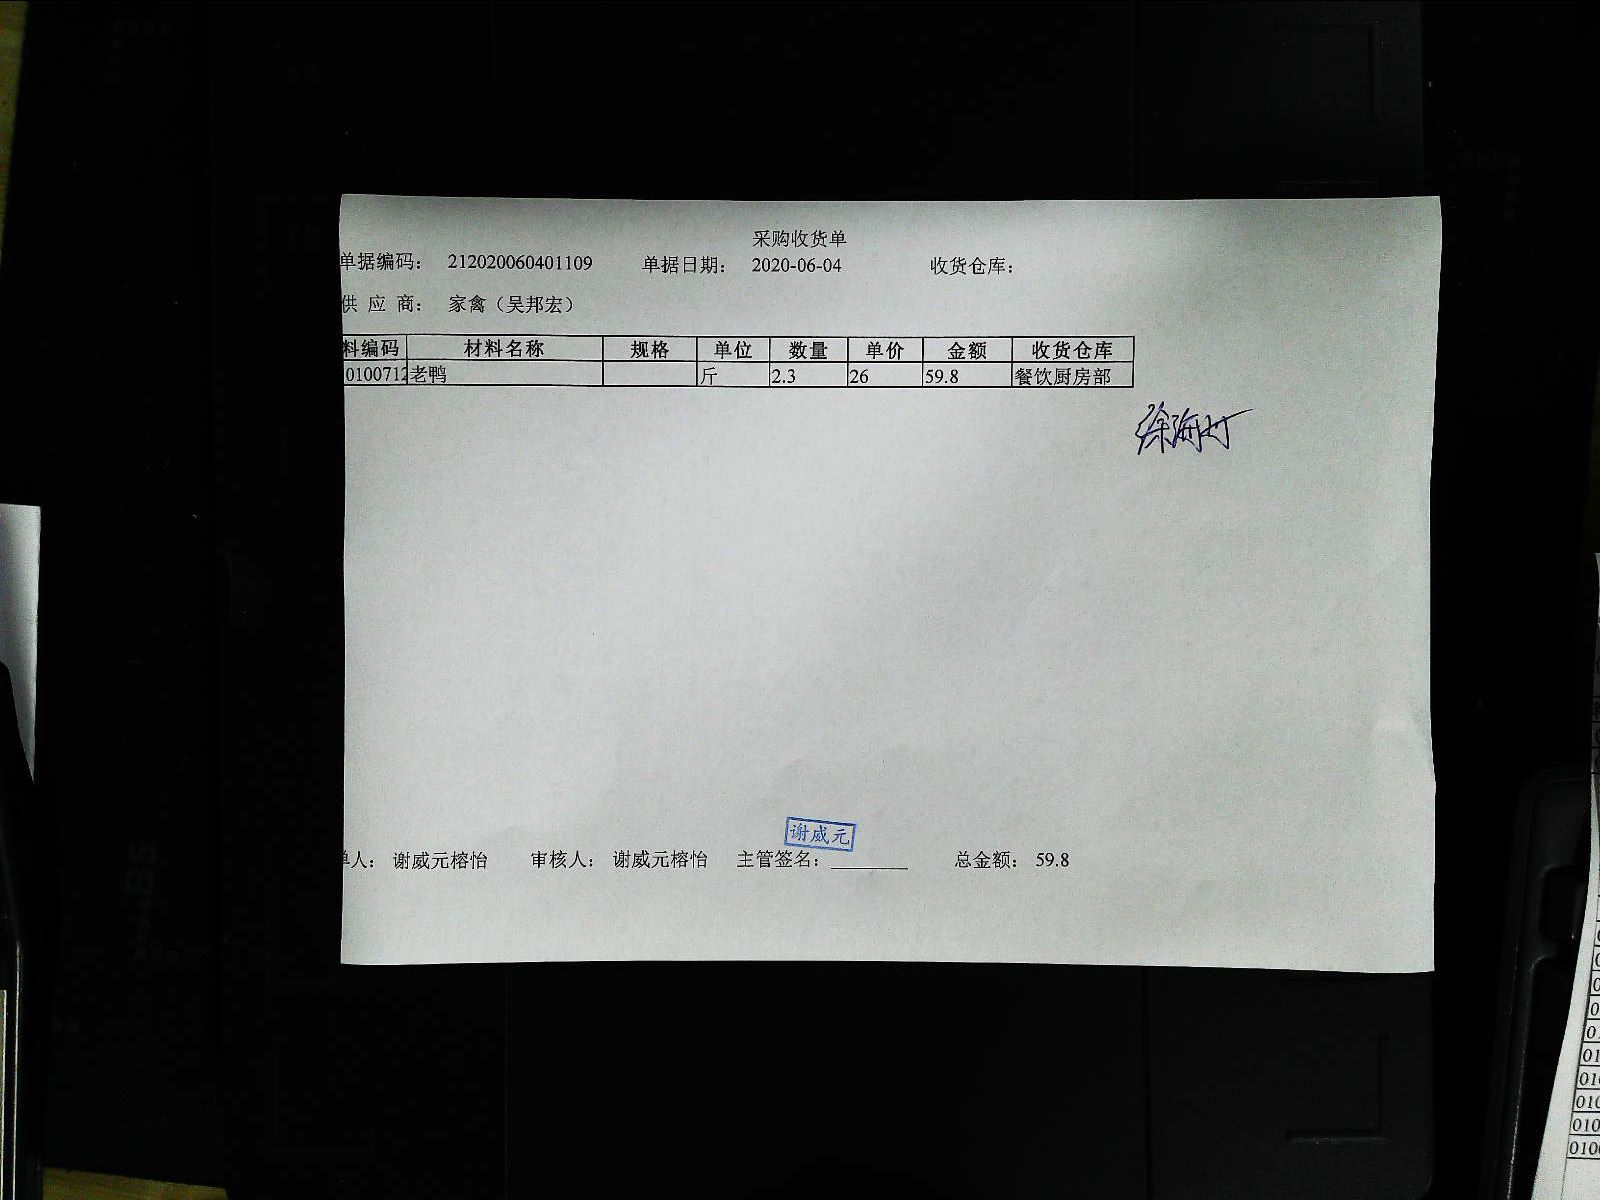 采购收货单
单据编码： 212020060401109 单据日期： 2020-06-04 收货仓库：
供 应 商： 家禽（吴邦宏）
料编码 材料名称 规格 单位 数量 单价 金额 收货仓库
0100712 老鸭 斤 2.3 26 59.8 餐饮厨房部
谢威元
单人： 谢威元榕怡 审核人： 谢威元榕怡 主管签名： 总金额： 59.8